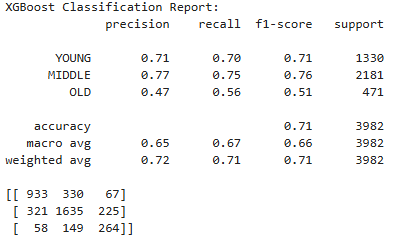 XGBoost Classification Report:
precision recall f1-score support
YOUNG 0.71 0.70 0.71 1330
MIDDLE 0.77 0.75 0.76 2181
OLD 0.47 0.56 0.51 471
accuracy 0.71 3982
macro avg 0.65 0.67 0.66 3982
weighted avg 0.72 0.71 0.71 3982
[[ 933 330 67]
[ 321 1635 225]
[ 58 149 264]]